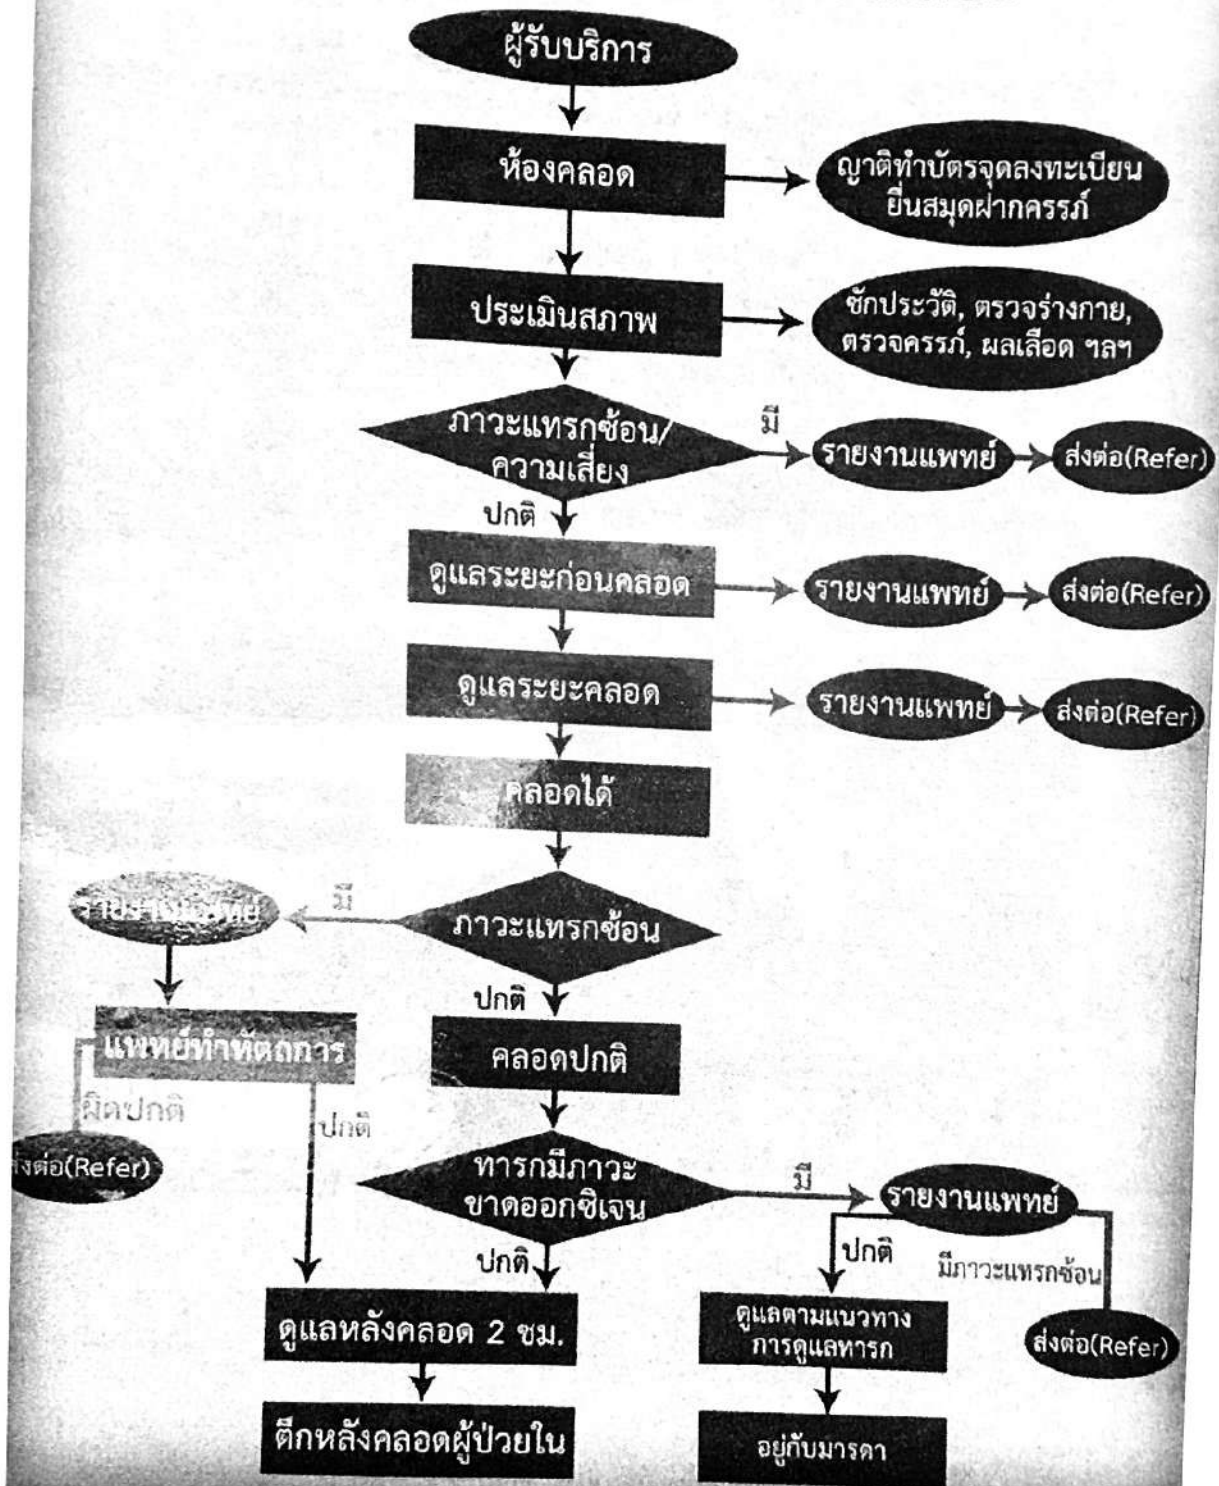 ผู้รับบริการ
ห้องคลอด
ญาติทำบัตรจุดลงทะเบียน
ยื่นสมุดฝากครรภ์
ประเมินสภาพ
ซักประวัติ, ตรวจร่างกาย,
ตรวจครรภ์, ผลเลือด ฯลฯ
ภาวะแทรกซ้อน/
ความเสี่ยง
มี
รายงานแพทย์
ส่งต่อ(Refer)
ปกติ
ดูแลระยะก่อนคลอด
รายงานแพทย์
ส่งต่อ(Refer)
ดูแลระยะคลอด
รายงานแพทย์
ส่งต่อ(Refer)
คลอดได้
ภาวะแทรกซ้อน
มี
รายงานแพทย์
ปกติ
แพทย์ทำหัตถการ
คลอดปกติ
ผิดปกติ
ปกติ
ส่งต่อ(Refer)
ทารกมีภาวะ
ขาดออกซิเจน
มี
รายงานแพทย์
ปกติ
ปกติ
มีภาวะแทรกซ้อน
ดูแลหลังคลอด 2 ชม.
ดูแลตามแนวทาง
การดูแลทารก
ส่งต่อ(Refer)
ตึกหลังคลอดผู้ป่วยใน
อยู่กับมารดา